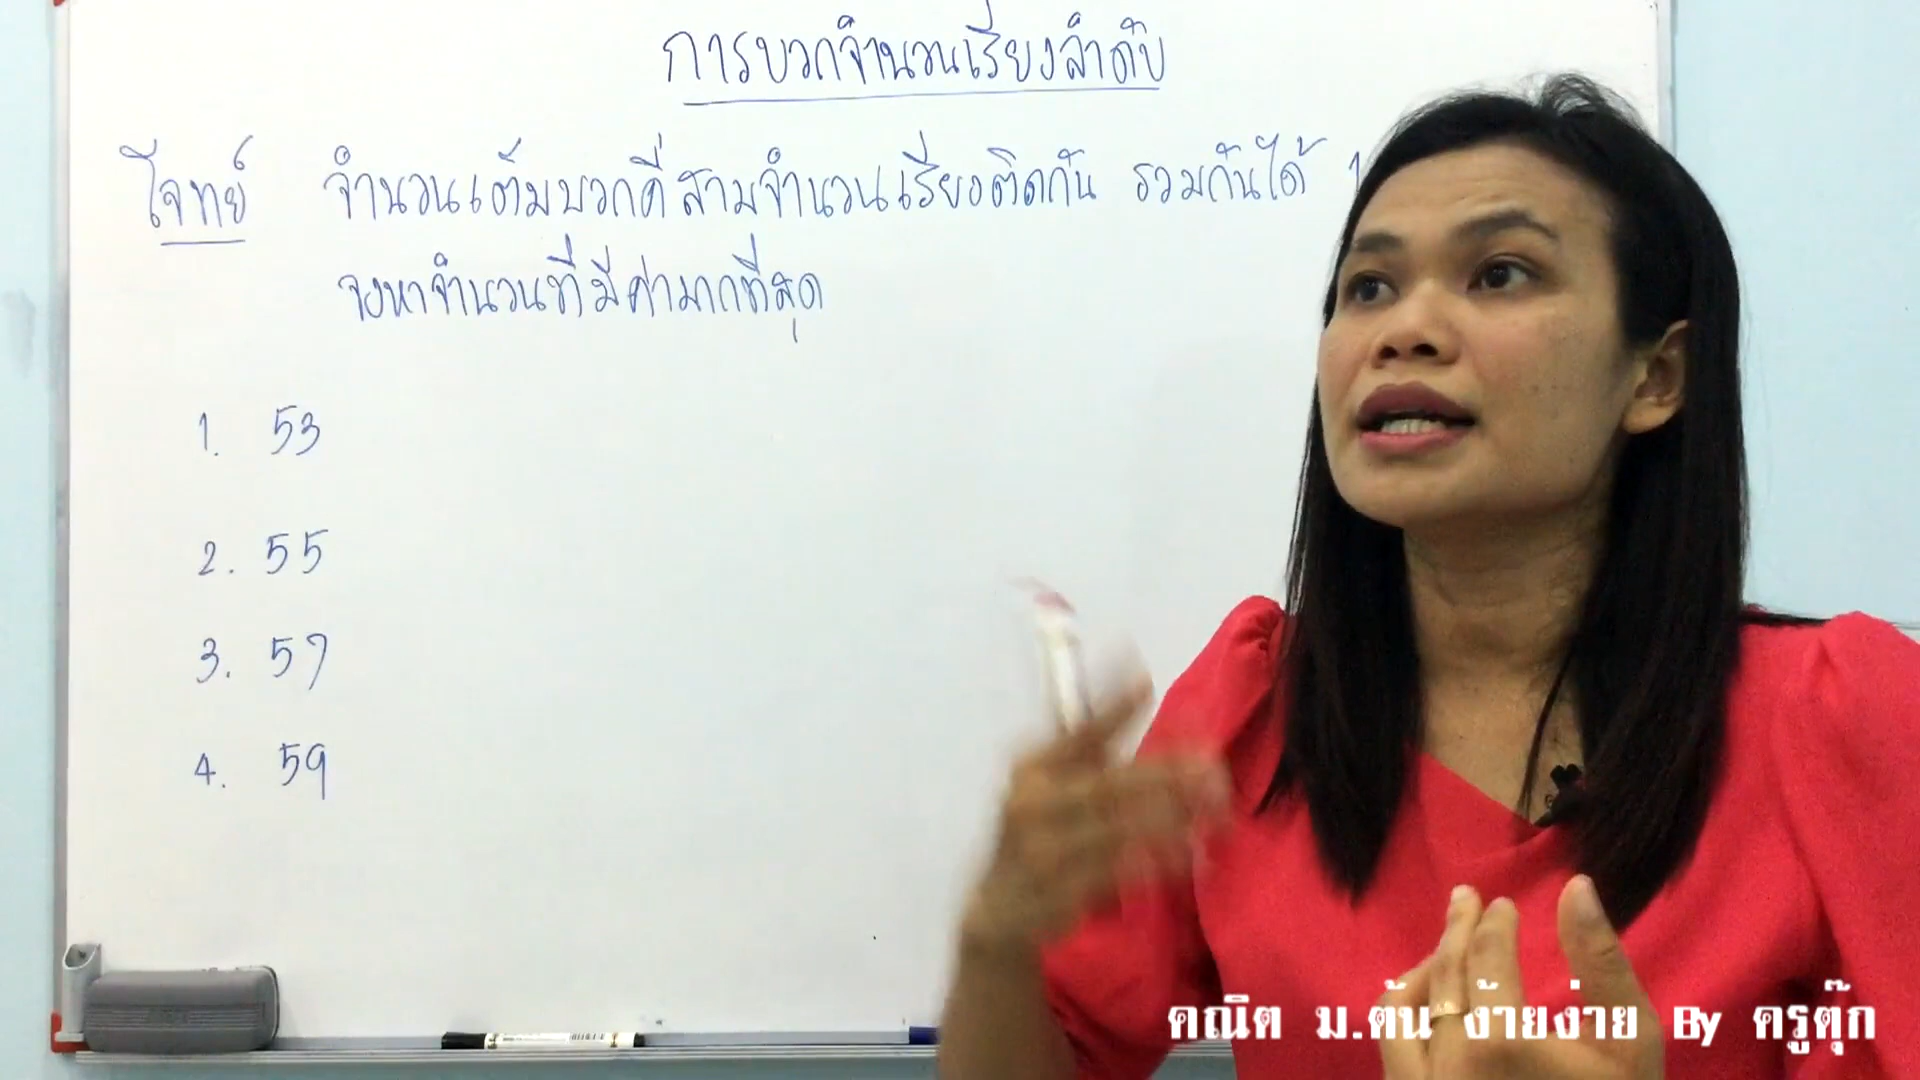 การบวกจำนวนเรียงลำดับ
โจทย์ จำนวนเต็มบวกคี่สามจำนวนเรียงติดกัน รวมกันได้ 1
จงหาจำนวนที่มีค่ามากที่สุด
1. 53
2. 55
3. 57
4. 59
คณิต ม.ต้น ง้ายง่าย By ครูตุ๊ก